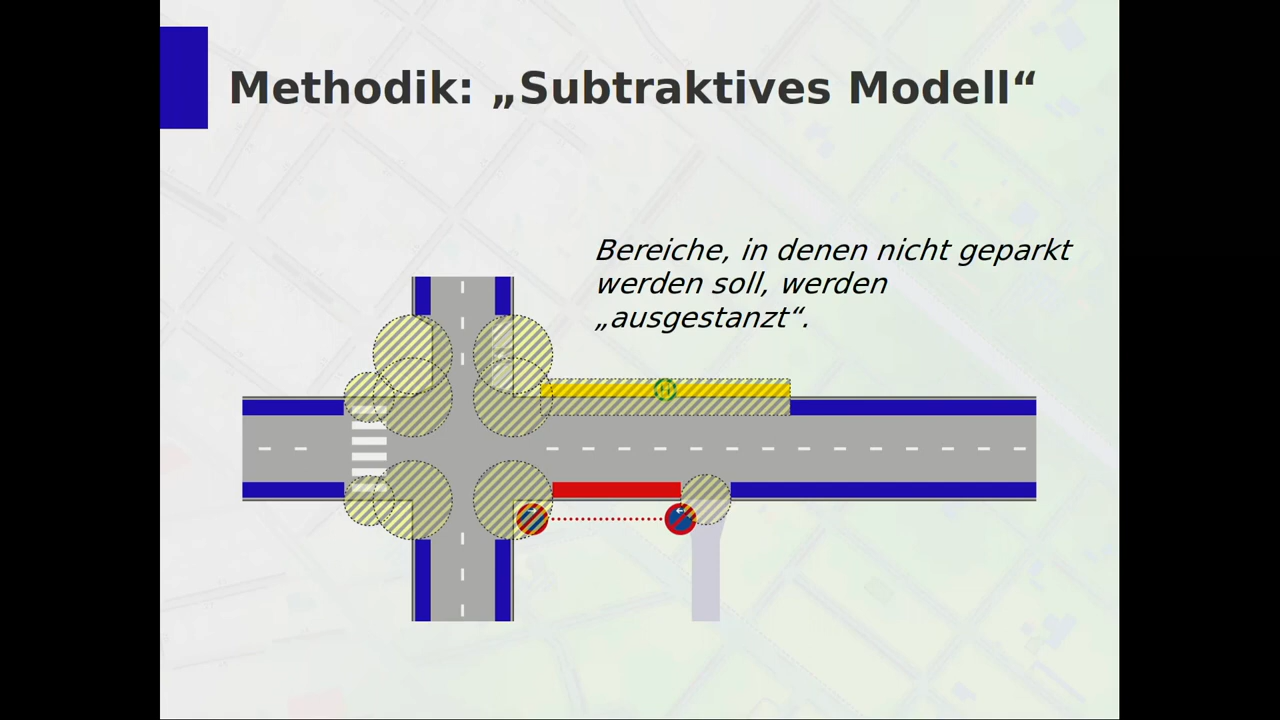 Methodik: „Subtraktives Modell“
Bereiche, in denen nicht geparkt
werden soll, werden
„ausgestanzt“.
H